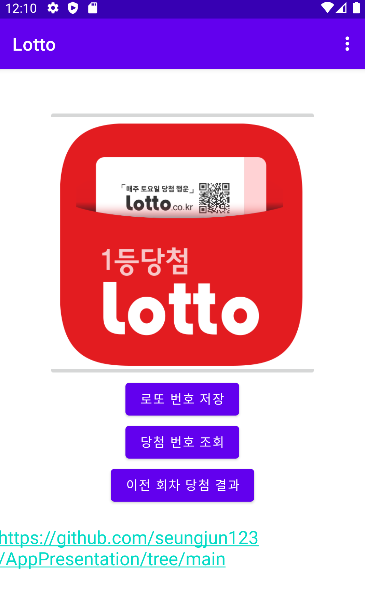 12:10
Lotto
「매주 토요일 당첨 행운」
lotto.co.kr
1등당첨
lotto
로또 번호 저장
당첨 번호 조회
이전 회차 당첨 결과
https://github.com/seungjun123
/AppPresentation/tree/main